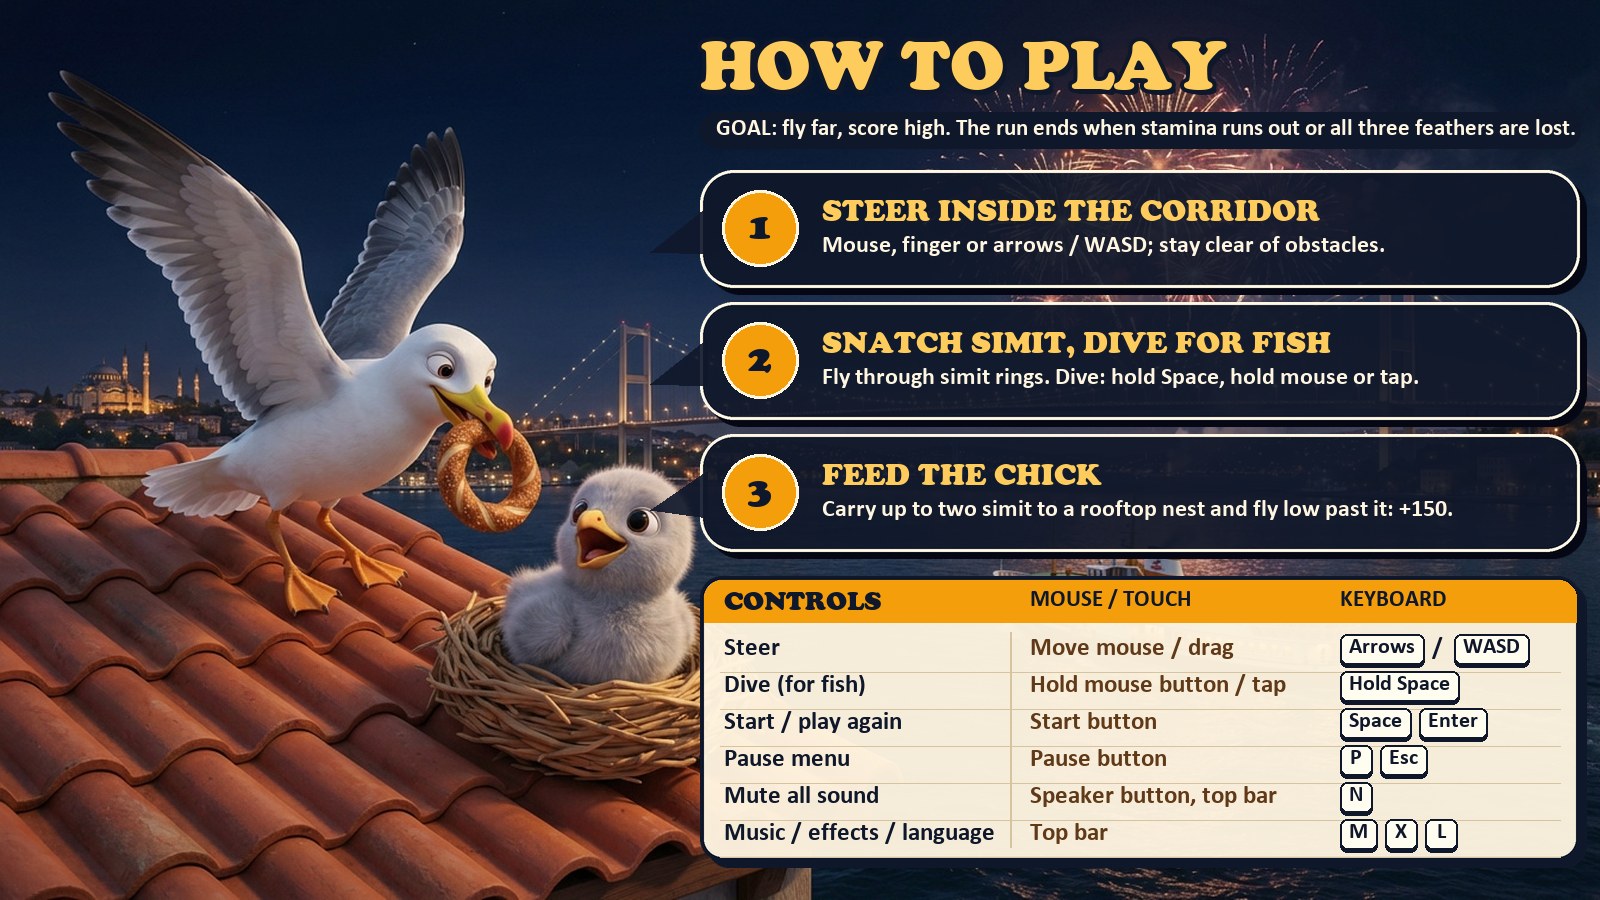 HOW TO PLAY
GOAL: fly far, score high. The run ends when stamina runs out or all three feathers are lost.
1
STEER INSIDE THE CORRIDOR
Mouse, finger or arrows / WASD; stay clear of obstacles.
2
SNATCH SIMIT, DIVE FOR FISH
Fly through simit rings. Dive: hold Space, hold mouse or tap.
3
FEED THE CHICK
Carry up to two simit to a rooftop nest and fly low past it: +150.
CONTROLS MOUSE / TOUCH KEYBOARD
Steer Move mouse / drag Arrows / WASD
Dive (for fish) Hold mouse button / tap Hold Space
Start / play again Start button Space Enter
Pause menu Pause button P Esc
Mute all sound Speaker button, top bar N
Music / effects / language Top bar M X L